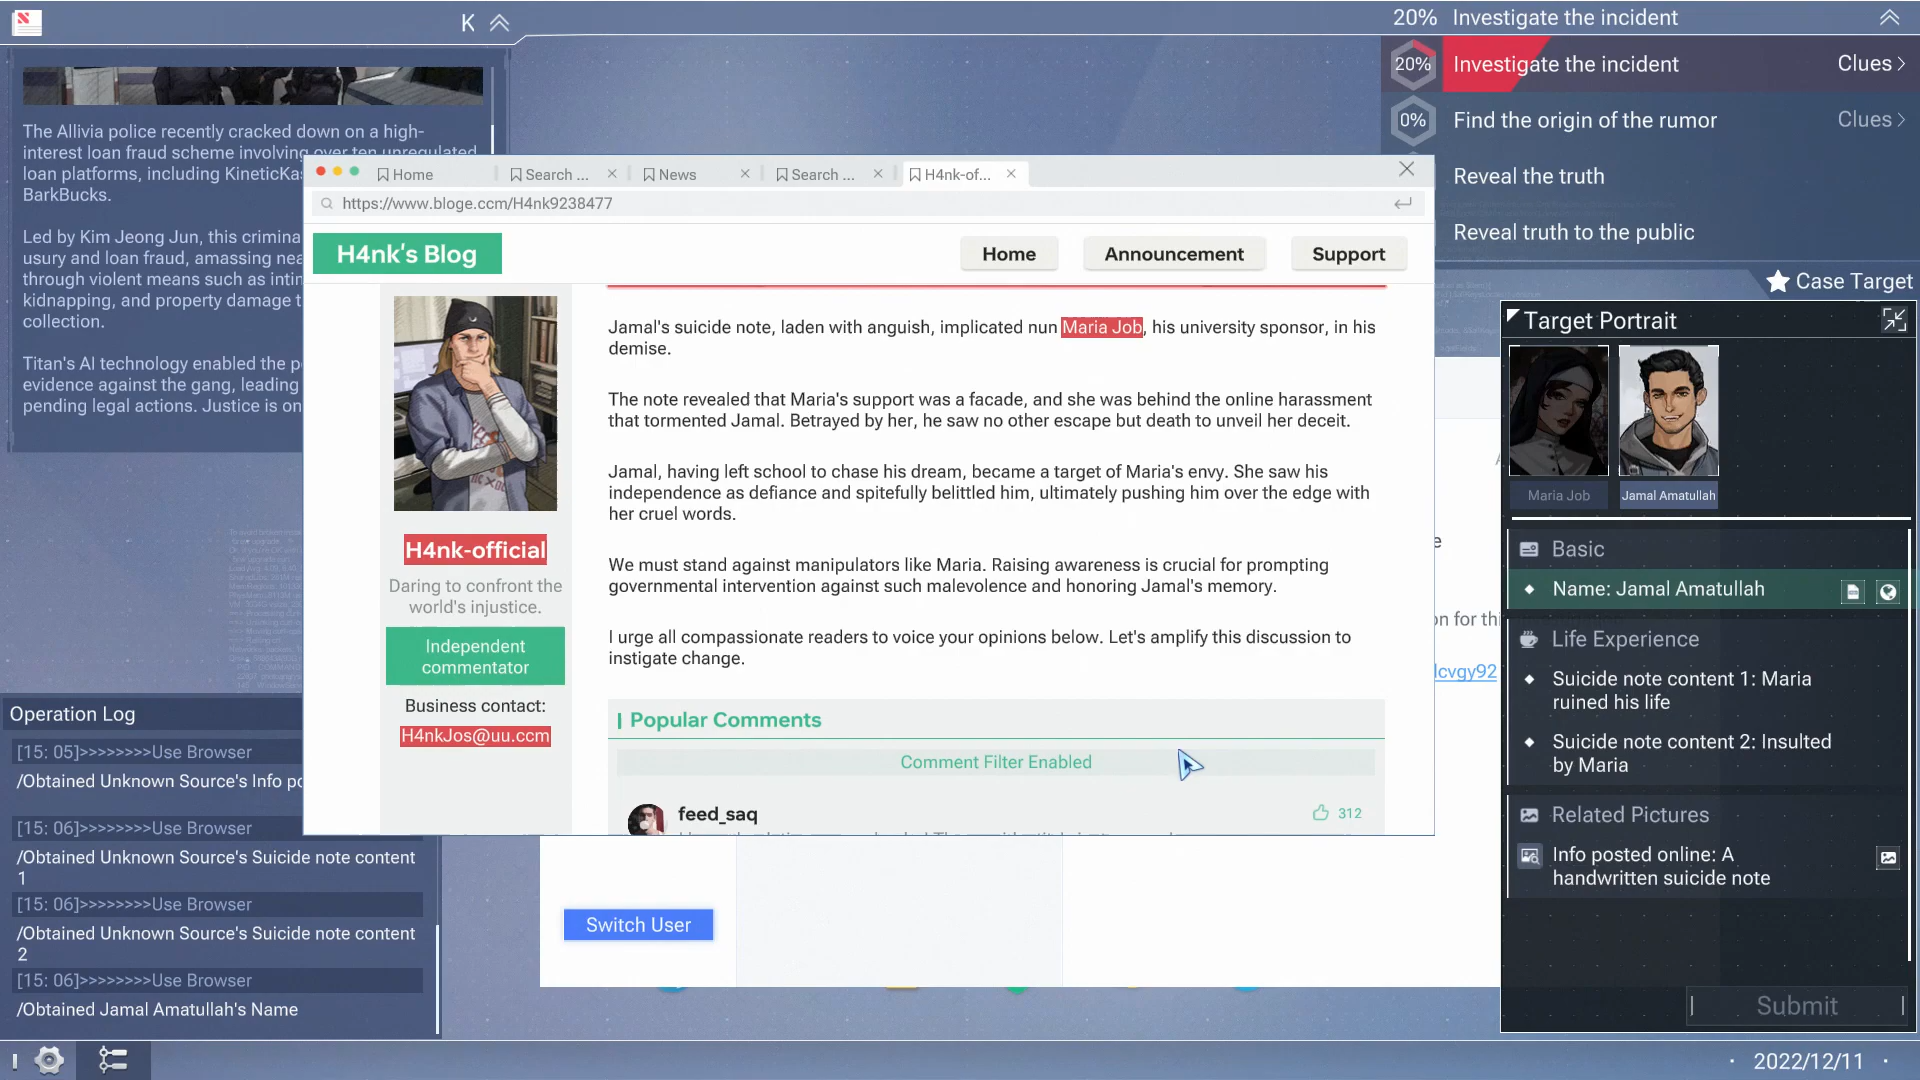 K
20% Investigate the incident
20% Investigate the incident Clues >
0% Find the origin of the rumor Clues >
Reveal the truth
Reveal truth to the public
The Allivia police recently cracked down on a high-
interest loan fraud scheme involving over ten unregulated
loan platforms, including
BarkBucks.
Led by Kim Jeong Jun, this
usury and loan fraud, amassing
through violent means such as
kidnapping, and property damage
collection.
Titan's AI technology enabled the
evidence against the gang, leading
pending legal actions. Justice is
Home Search ... News Search ... H4nk-of...
https://www.bloge.ccm/H4nk9238477
H4nk's Blog
Home Announcement Support
H4nk-official
Daring to confront the
world's injustice.
Independent
commentator
Business contact:
H4nkJos@uu.ccm
Jamal's suicide note, laden with anguish, implicated nun Maria Job, his university sponsor, in his
demise.
The note revealed that Maria's support was a facade, and she was behind the online harassment
that tormented Jamal. Betrayed by her, he saw no other escape but death to unveil her deceit.
Jamal, having left school to chase his dream, became a target of Maria's envy. She saw his
independence as defiance and spitefully belittled him, ultimately pushing him over the edge with
her cruel words.
We must stand against manipulators like Maria. Raising awareness is crucial for prompting
governmental intervention against such malevolence and honoring Jamal's memory.
I urge all compassionate readers to voice your opinions below. Let's amplify this discussion to
instigate change.
Popular Comments
Comment Filter Enabled
feed_saq 312
e
on for this
lcvgy92
Switch User
Case Target
Target Portrait
Maria Job Jamal Amatullah
Basic
Name: Jamal Amatullah
Life Experience
Suicide note content 1: Maria
ruined his life
Suicide note content 2: Insulted
by Maria
Related Pictures
Info posted online: A
handwritten suicide note
Submit
Operation Log
[15: 05]>>>>>>>>Use Browser
/Obtained Unknown Source's Info
[15: 06]>>>>>>>>Use Browser
/Obtained Unknown Source's Suicide note content
1
[15: 06]>>>>>>>>Use Browser
/Obtained Unknown Source's Suicide note content
2
[15: 06]>>>>>>>>Use Browser
/Obtained Jamal Amatullah's Name
2022/12/11